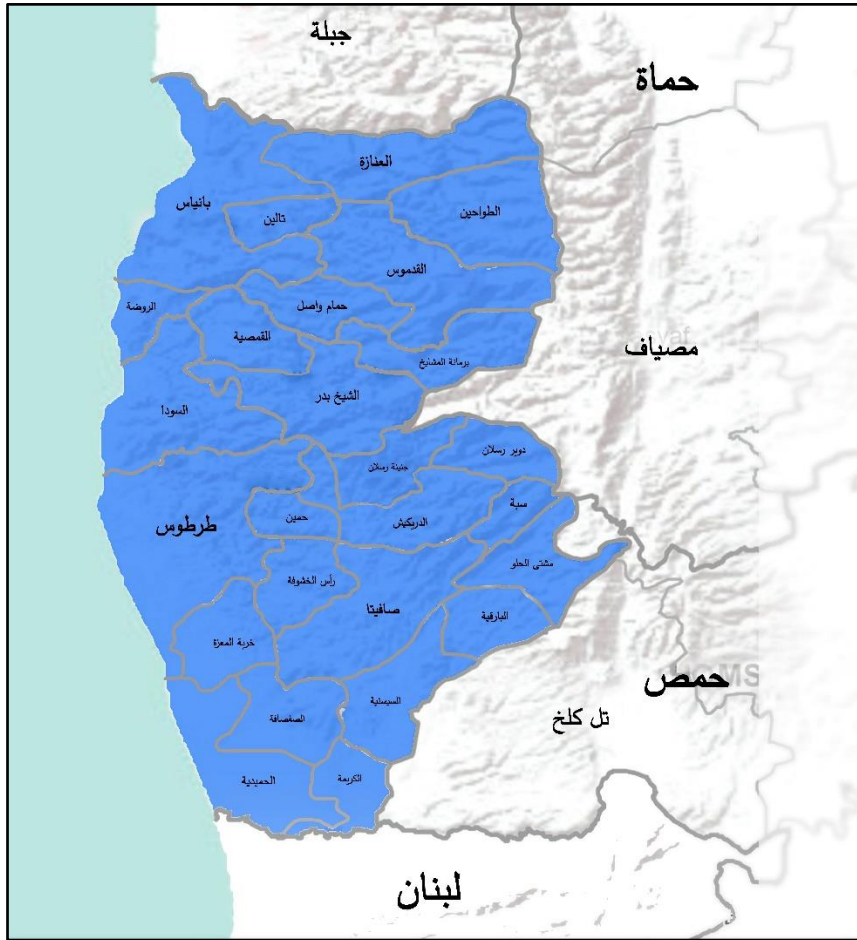 جبلة
حماة
العنازة
بانياس
تالين
الطواحين
القدموس
الروضة
حمام واصل
القمصية
مصياف
برمانة المشايخ
الشيخ بدر
السودا
دوير رسلان
جنينة رسلان
سبة
طرطوس
حمين
الدريكيش
مشتى الحلو
رأس الخشوفة
صافيتا
البارقية
خربة المعزة
حمص
السيسنية
تل كلخ
الصفصافة
الحميدية
الكريمة
لبنان